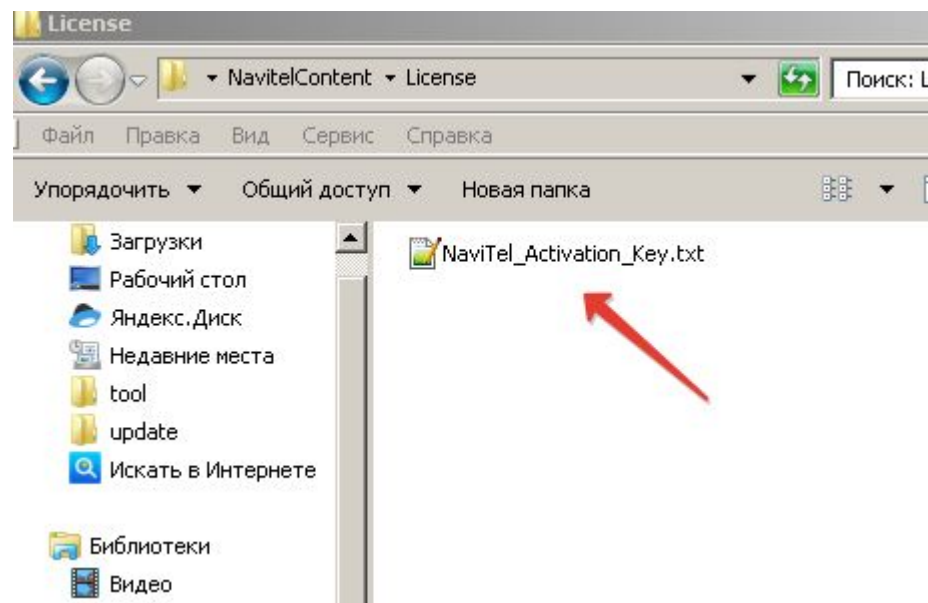 License
NavitelContent License
Поиск: L
Файл Правка Вид Сервис Справка
Упорядочить Общий доступ Новая папка
Загрузки
NaviTel_Activation_Key.txt
Рабочий стол
Яндекс.Диск
Недавние места
tool
update
Искать в Интернете
Библиотеки
Видео